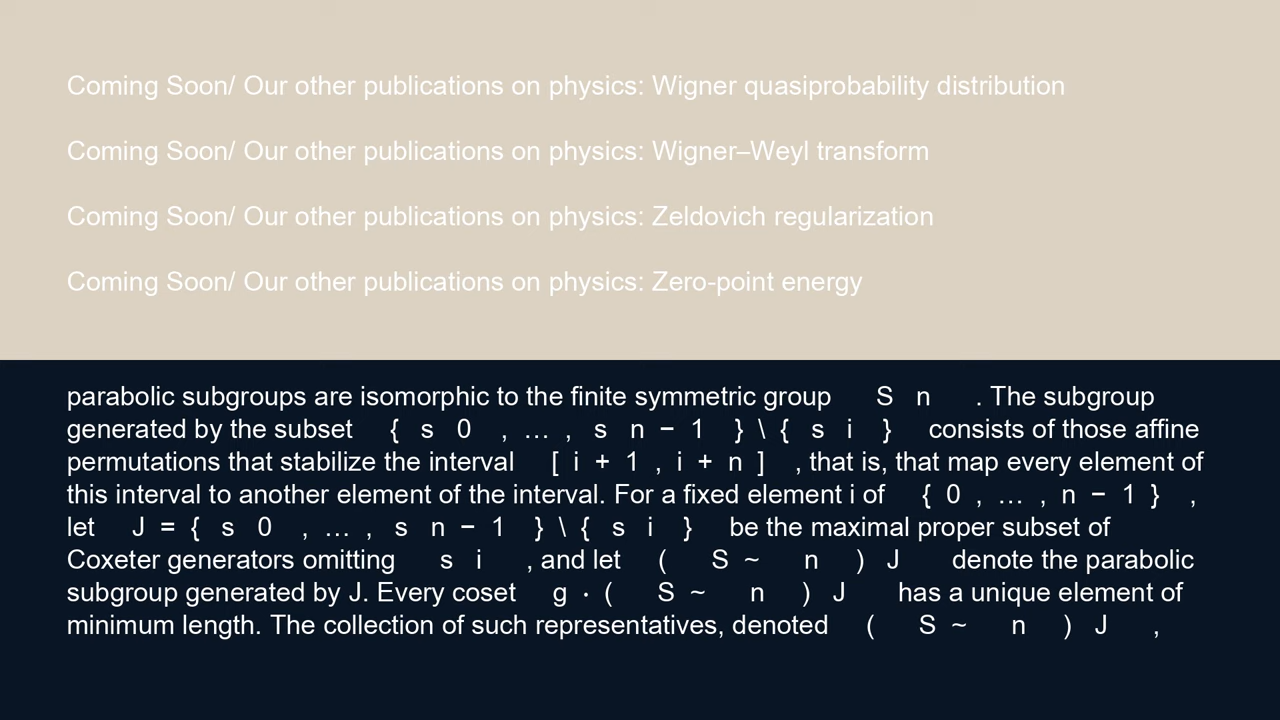 Coming Soon/ Our other publications on physics: Wigner quasiprobability distribution
Coming Soon/ Our other publications on physics: Wigner–Weyl transform
Coming Soon/ Our other publications on physics: Zeldovich regularization
Coming Soon/ Our other publications on physics: Zero-point energy
parabolic subgroups are isomorphic to the finite symmetric group S n . The subgroup
generated by the subset { s 0 , … , s n − 1 } \ { s i } consists of those affine
permutations that stabilize the interval [ i + 1 , i + n ] , that is, that map every element of
this interval to another element of the interval. For a fixed element i of { 0 , … , n − 1 } ,
let J = { s 0 , … , s n − 1 } \ { s i } be the maximal proper subset of
Coxeter generators omitting s i , and let ( S ~ n ) J denote the parabolic
subgroup generated by J. Every coset g ⋅ ( S ~ n ) J has a unique element of
minimum length. The collection of such representatives, denoted ( S ~ n ) J ,